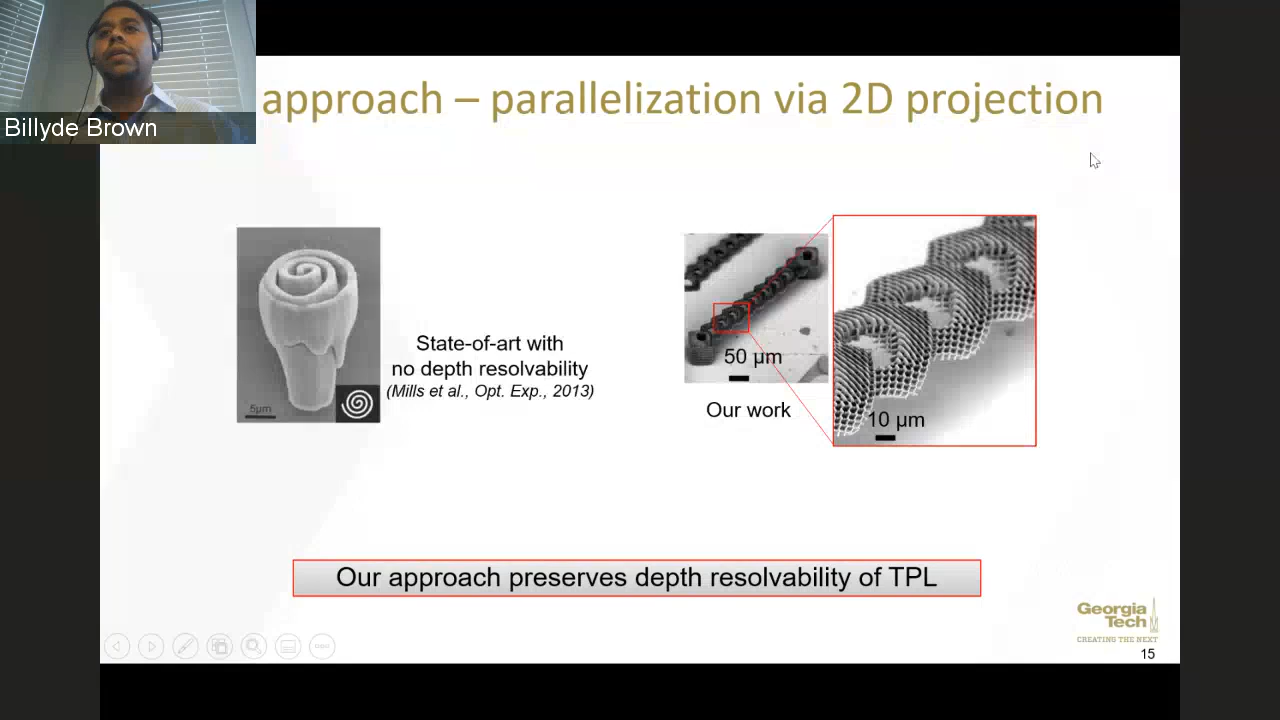 Billyde Brown
approach – parallelization via 2D projection
State-of-art with
no depth resolvability
(Mills et al., Opt. Exp., 2013)
5μm
50 μm
Our work
10 μm
Our approach preserves depth resolvability of TPL
Georgia
Tech
CREATING THE NEXT
15